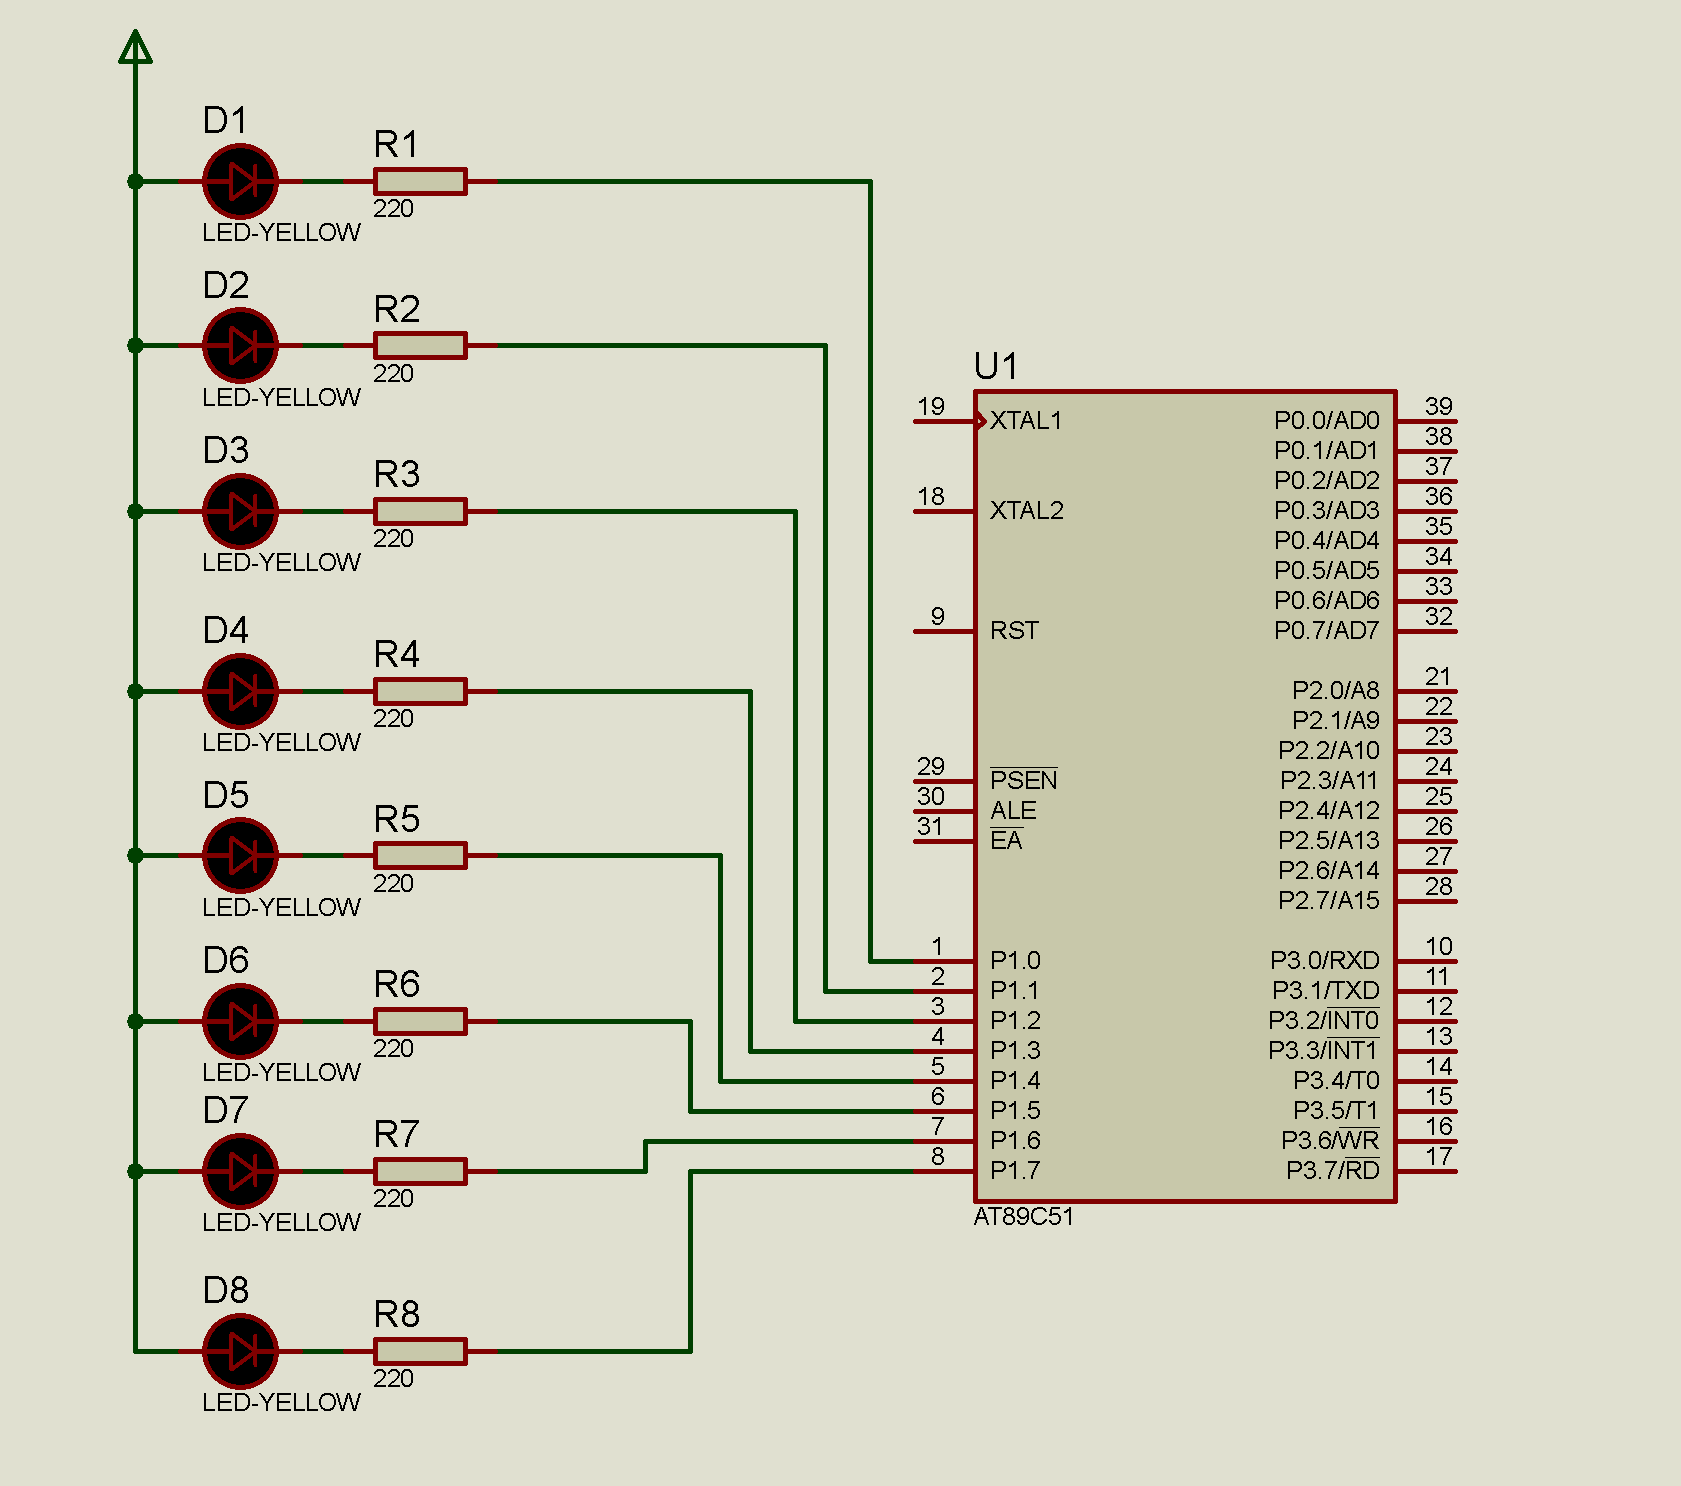 D1
R1
220
LED-YELLOW
D2
R2
220
LED-YELLOW
D3
R3
220
LED-YELLOW
D4
R4
220
LED-YELLOW
D5
R5
220
LED-YELLOW
D6
R6
220
LED-YELLOW
D7
R7
220
LED-YELLOW
D8
R8
220
LED-YELLOW
U1
19 XTAL1
18 XTAL2
9 RST
29 PSEN
30 ALE
31 EA
1 P1.0
2 P1.1
3 P1.2
4 P1.3
5 P1.4
6 P1.5
7 P1.6
8 P1.7
P0.0/AD0 39
P0.1/AD1 38
P0.2/AD2 37
P0.3/AD3 36
P0.4/AD4 35
P0.5/AD5 34
P0.6/AD6 33
P0.7/AD7 32
P2.0/A8 21
P2.1/A9 22
P2.2/A10 23
P2.3/A11 24
P2.4/A12 25
P2.5/A13 26
P2.6/A14 27
P2.7/A15 28
P3.0/RXD 10
P3.1/TXD 11
P3.2/INT0 12
P3.3/INT1 13
P3.4/T0 14
P3.5/T1 15
P3.6/WR 16
P3.7/RD 17
AT89C51